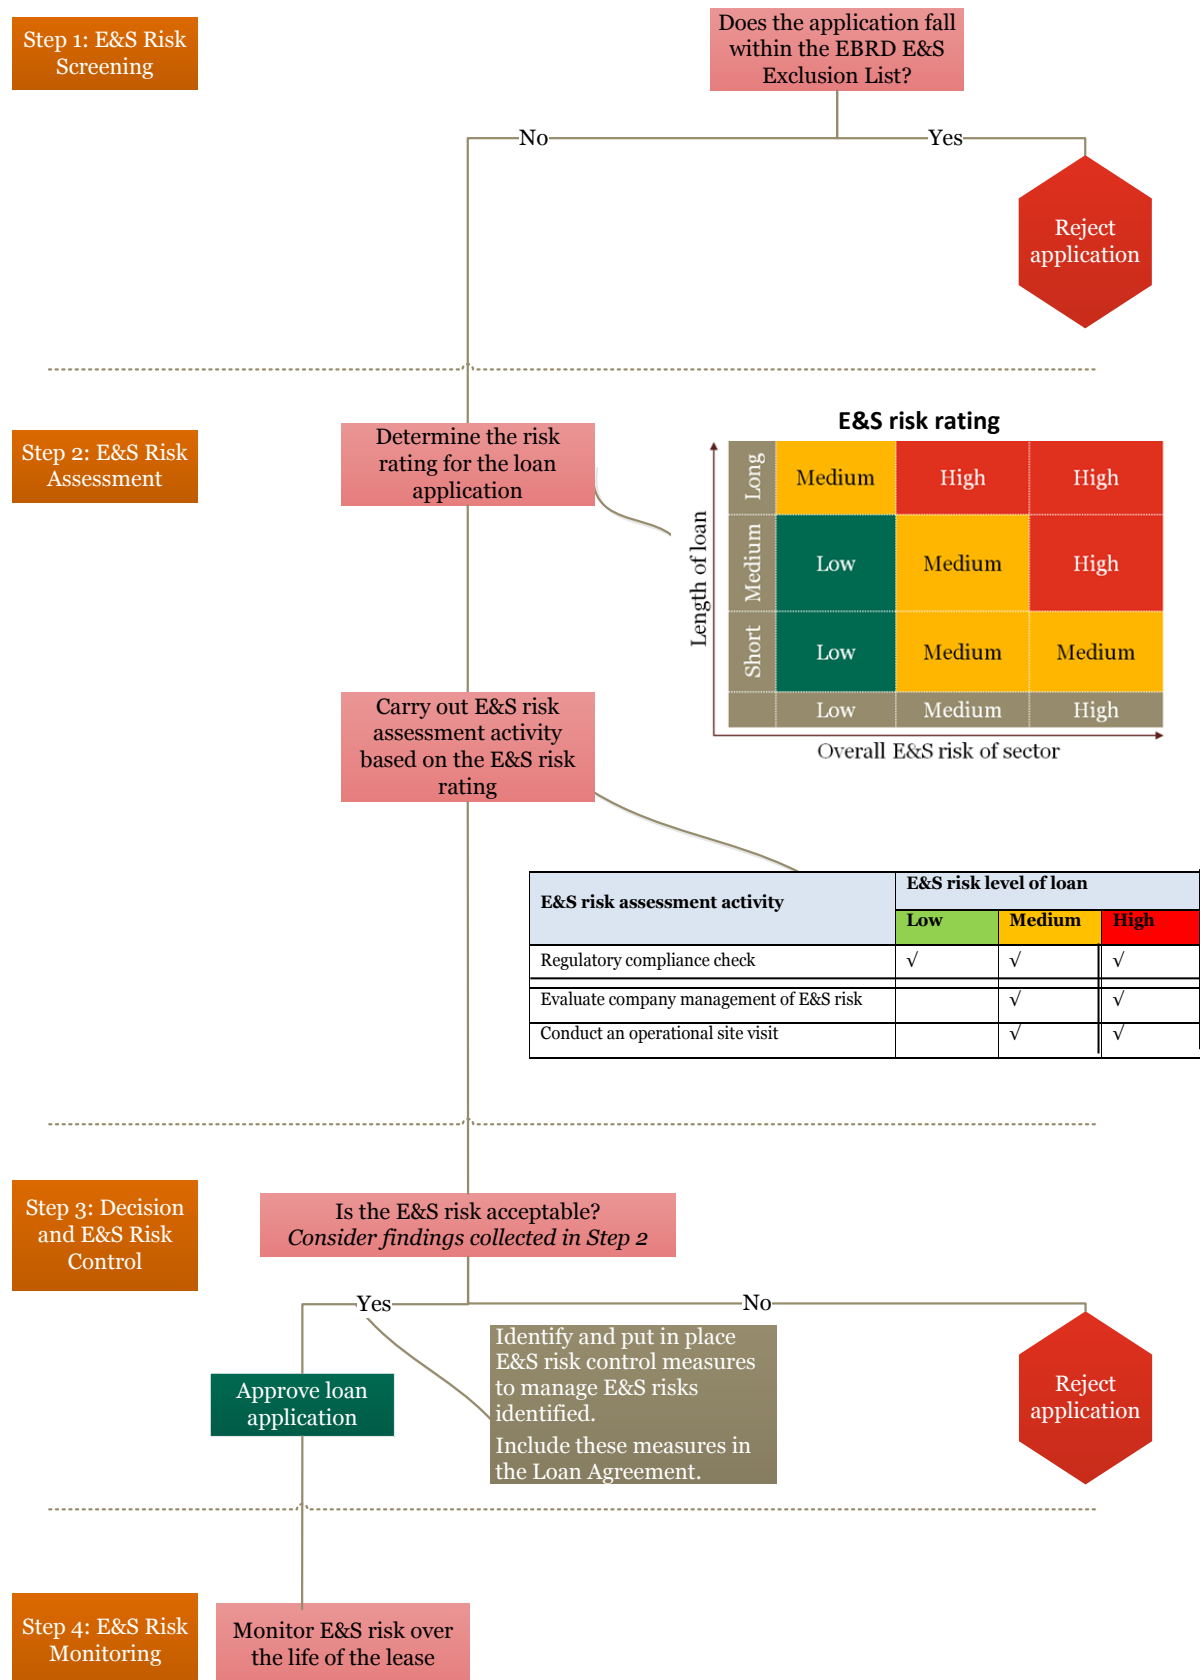 Step 1: E&S Risk
Screening
Does the application fall
within the EBRD E&S
Exclusion List?
No
Yes
Reject
application
Step 2: E&S Risk
Assessment
Determine the risk
rating for the loan
application
E&S risk rating
Length of loan
Long
Medium
High
High
Medium
Low
Medium
High
Short
Low
Medium
Medium
Low
Medium
High
Overall E&S risk of sector
Carry out E&S risk
assessment activity
based on the E&S risk
rating
E&S risk assessment activity
E&S risk level of loan
Low
Medium
High
Regulatory compliance check
√
√
√
Evaluate company management of E&S risk
√
√
Conduct an operational site visit
√
√
Step 3: Decision
and E&S Risk
Control
Is the E&S risk acceptable?
Consider findings collected in Step 2
Yes
No
Approve loan
application
Identify and put in place
E&S risk control measures
to manage E&S risks
identified.
Include these measures in
the Loan Agreement.
Reject
application
Step 4: E&S Risk
Monitoring
Monitor E&S risk over
the life of the lease